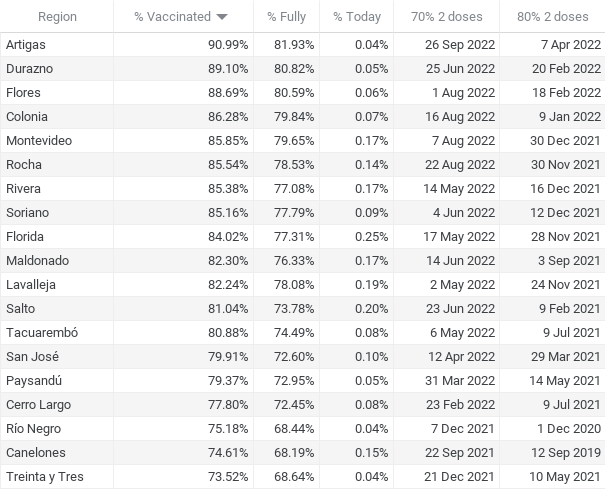 Region % Vaccinated % Fully % Today 70% 2 doses 80% 2 doses
Artigas 90.99% 81.93% 0.04% 26 Sep 2022 7 Apr 2022
Durazno 89.10% 80.82% 0.05% 25 Jun 2022 20 Feb 2022
Flores 88.69% 80.59% 0.06% 1 Aug 2022 18 Feb 2022
Colonia 86.28% 79.84% 0.07% 16 Aug 2022 9 Jan 2022
Montevideo 85.85% 79.65% 0.17% 7 Aug 2022 30 Dec 2021
Rocha 85.54% 78.53% 0.14% 22 Aug 2022 30 Nov 2021
Rivera 85.38% 77.08% 0.17% 14 May 2022 16 Dec 2021
Soriano 85.16% 77.79% 0.09% 4 Jun 2022 12 Dec 2021
Florida 84.02% 77.31% 0.25% 17 May 2022 28 Nov 2021
Maldonado 82.30% 76.33% 0.17% 14 Jun 2022 3 Sep 2021
Lavalleja 82.24% 78.08% 0.19% 2 May 2022 24 Nov 2021
Salto 81.04% 73.78% 0.20% 23 Jun 2022 9 Feb 2021
Tacuarembó 80.88% 74.49% 0.08% 6 May 2022 9 Jul 2021
San José 79.91% 72.60% 0.10% 12 Apr 2022 29 Mar 2021
Paysandú 79.37% 72.95% 0.05% 31 Mar 2022 14 May 2021
Cerro Largo 77.80% 72.45% 0.08% 23 Feb 2022 9 Jul 2021
Río Negro 75.18% 68.44% 0.04% 7 Dec 2021 1 Dec 2020
Canelones 74.61% 68.19% 0.15% 22 Sep 2021 12 Sep 2019
Treinta y Tres 73.52% 68.64% 0.04% 21 Dec 2021 10 May 2021